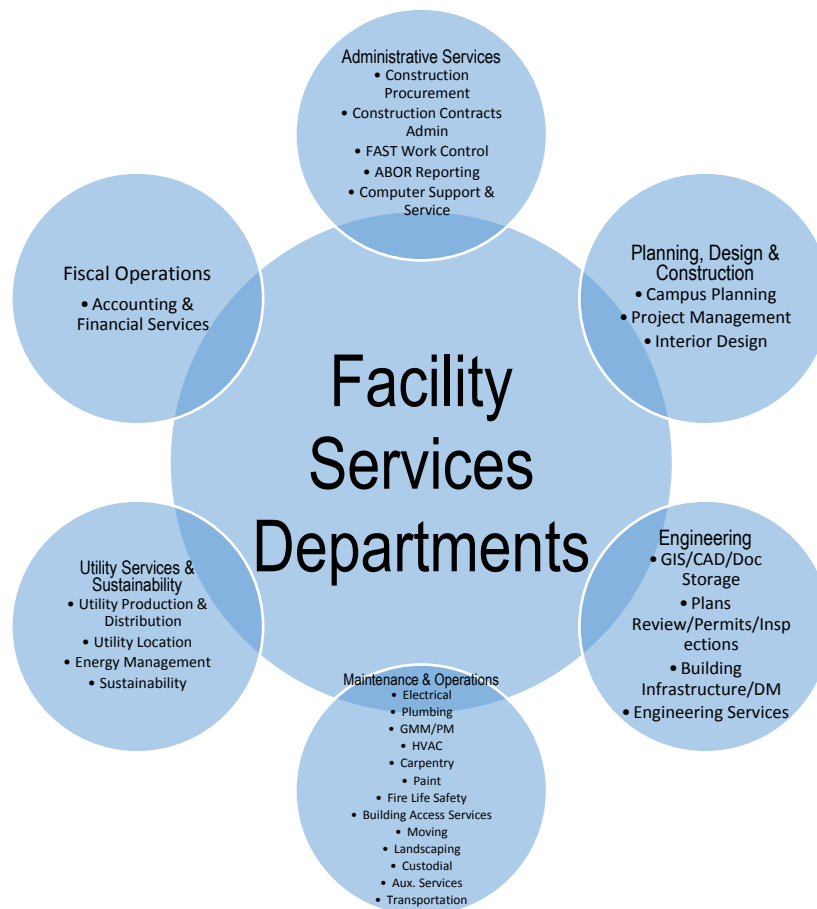 Administrative Services
• Construction
Procurement
• Construction Contracts
Admin
• FAST Work Control
• ABOR Reporting
• Computer Support &
Service
Planning, Design &
Construction
• Campus Planning
• Project Management
• Interior Design
Engineering
• GIS/CAD/Doc
Storage
• Plans
Review/Permits/Insp
ections
• Building
Infrastructure/DM
• Engineering Services
Maintenance & Operations
• Electrical
• Plumbing
• GMM/PM
• HVAC
• Carpentry
• Paint
• Fire Life Safety
• Building Access Services
• Moving
• Landscaping
• Custodial
• Aux. Services
• Transportation
Utility Services &
Sustainability
• Utility Production &
Distribution
• Utility Location
• Energy Management
• Sustainability
Fiscal Operations
• Accounting &
Financial Services
Facility
Services
Departments